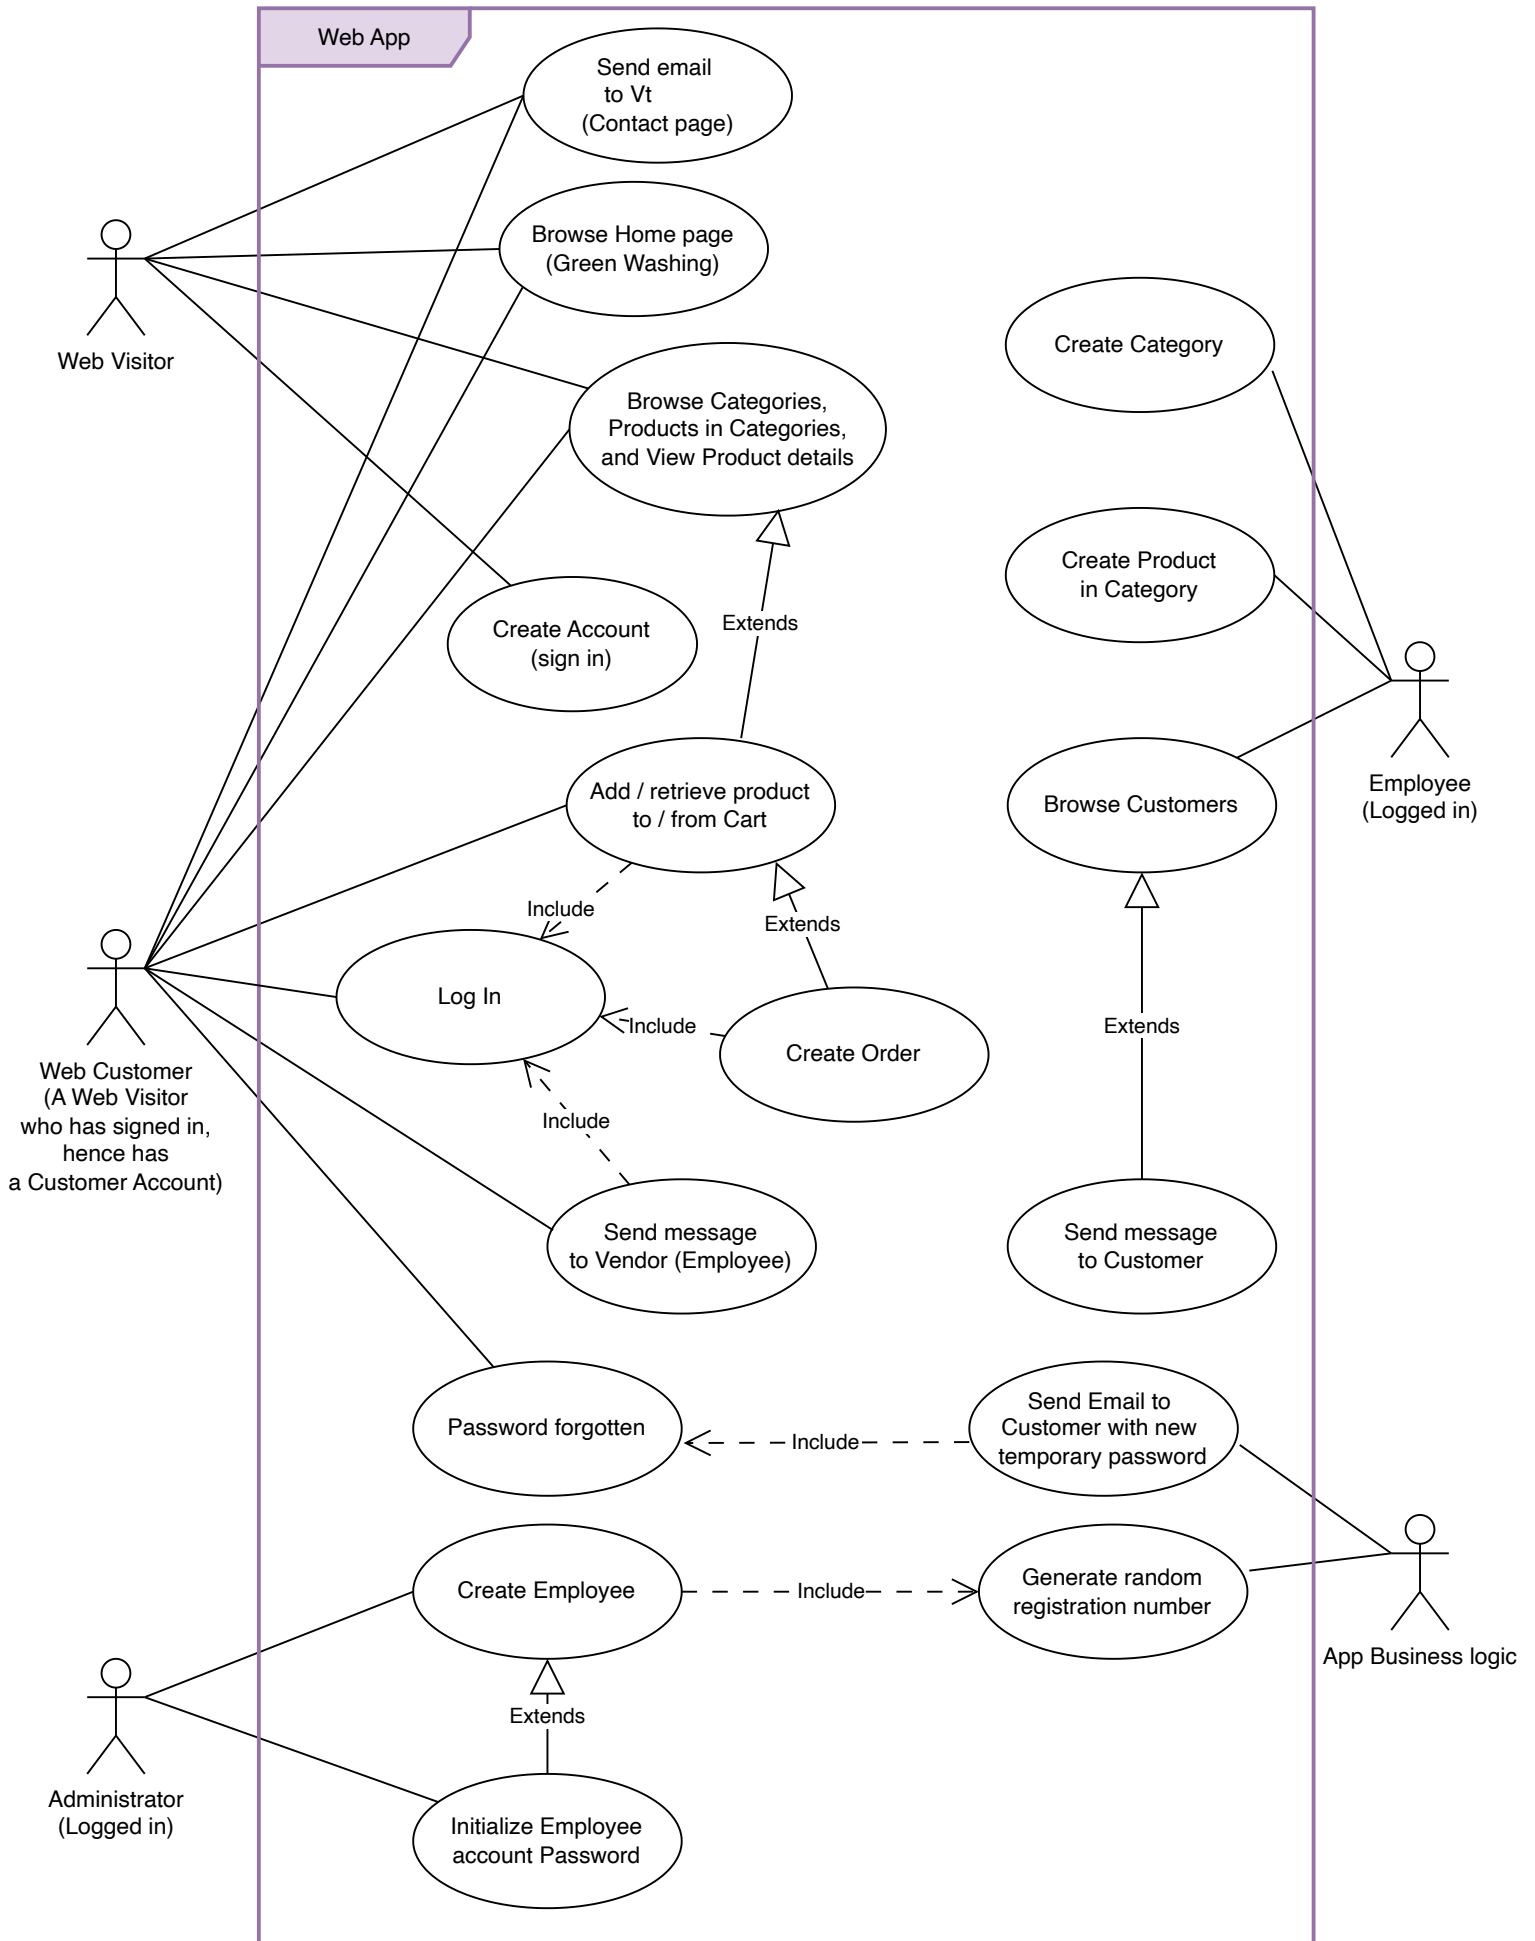 Web App
Send email
to Vt
(Contact page)
Browse Home page
(Green Washing)
Web Visitor
Create Category
Browse Categories,
Products in Categories,
and View Product details
Create Product
in Category
Extends
Create Account
(sign in)
Employee
(Logged in)
Add / retrieve product
to / from Cart
Browse Customers
Include
Extends
Log In
Include
Create Order
Extends
Web Customer
(A Web Visitor
who has signed in,
hence has
a Customer Account)
Include
Send message
to Vendor (Employee)
Send message
to Customer
Password forgotten
Include
Send Email to
Customer with new
temporary password
Create Employee
Include
Generate random
registration number
App Business logic
Extends
Administrator
(Logged in)
Initialize Employee
account Password